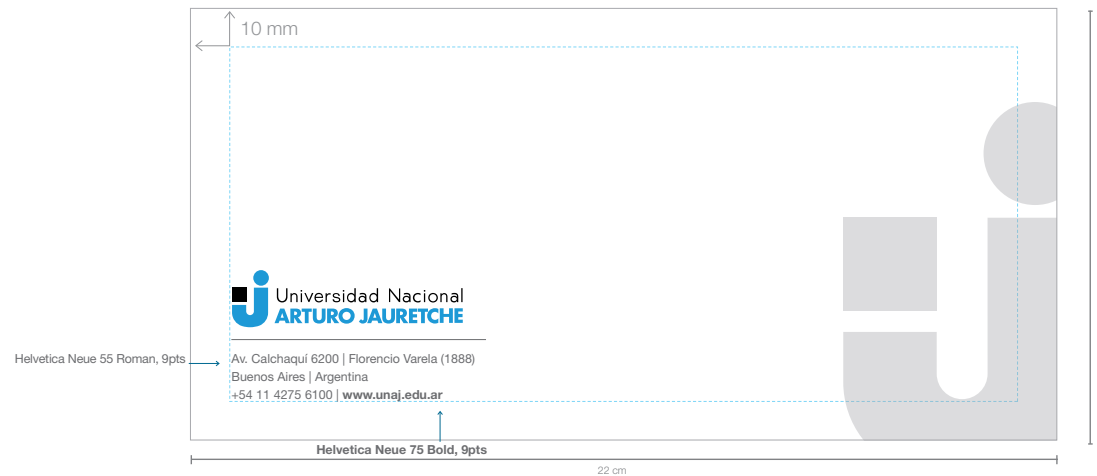 10 mm
Universidad Nacional
ARTURO JAURETCHE
Helvetica Neue 55 Roman, 9pts
Av. Calchaquí 6200 | Florencio Varela (1888)
Buenos Aires | Argentina
+54 11 4275 6100 | www.unaj.edu.ar
Helvetica Neue 75 Bold, 9pts
22 cm